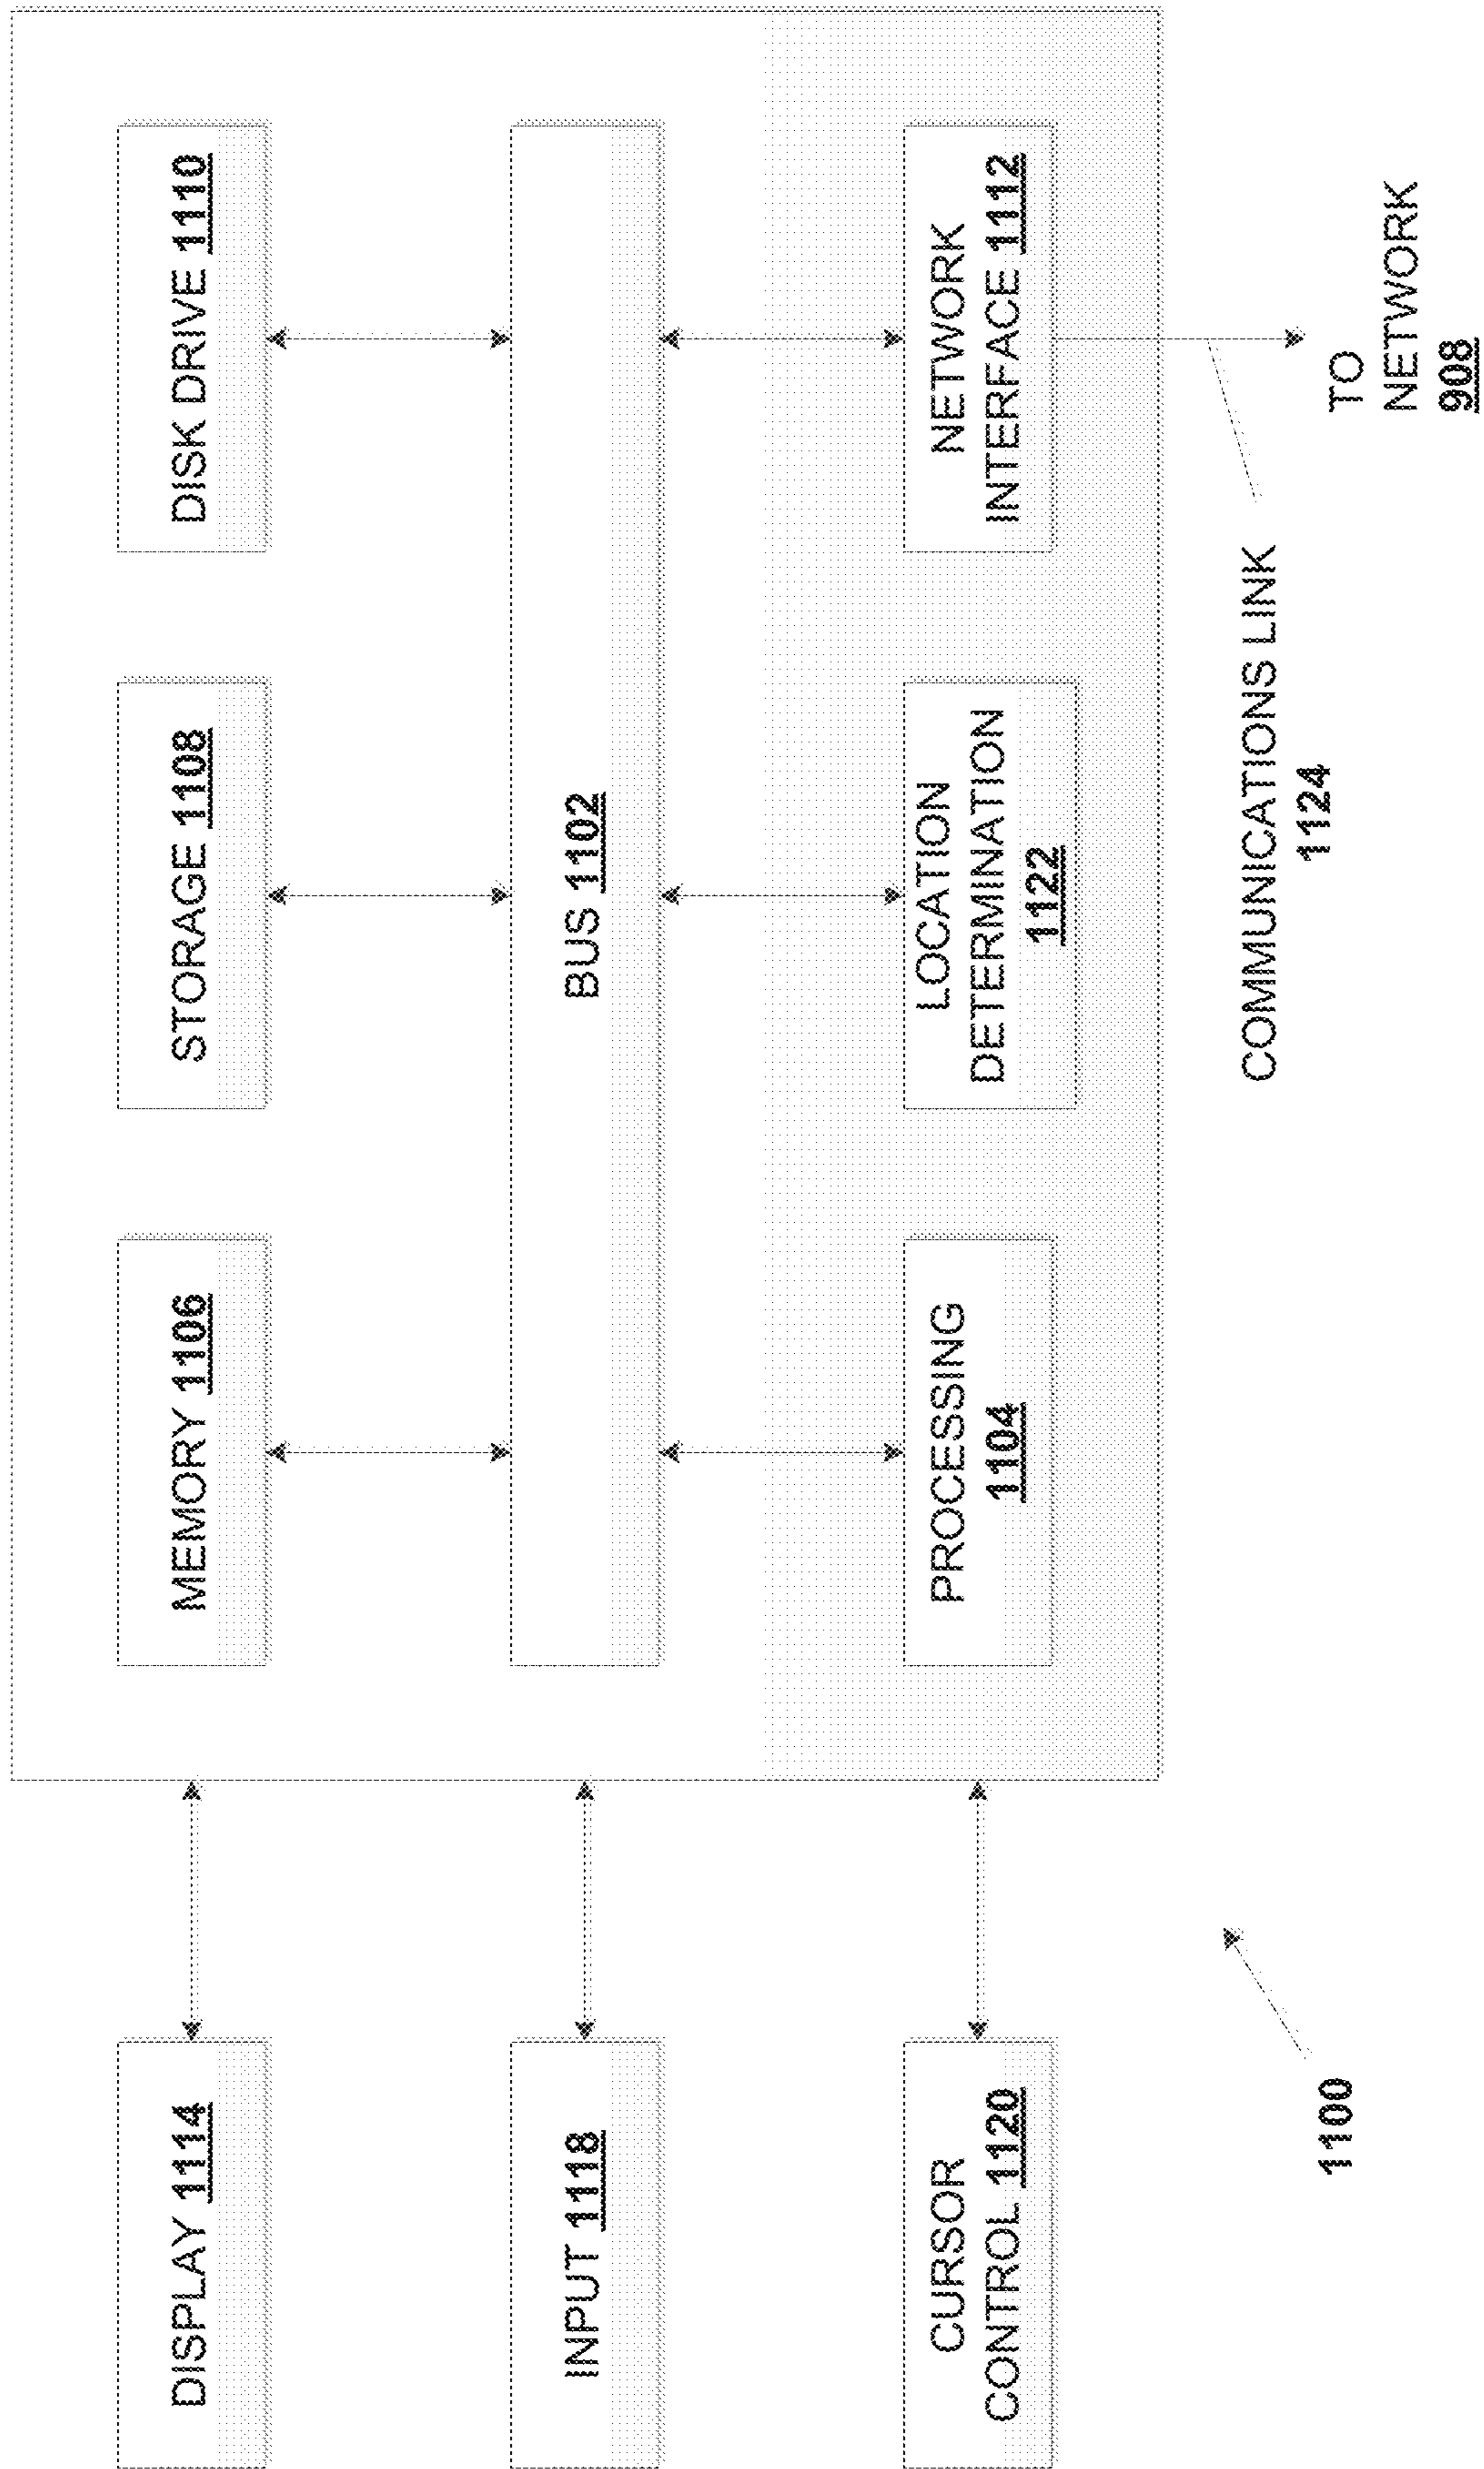 DISPLAY 1114
INPUT 1118
CURSOR
CONTROL 1120
MEMORY 1106
STORAGE 1108
DISK DRIVE 1110
BUS 1102
PROCESSING
1104
LOCATION
DETERMINATION
1122
NETWORK
INTERFACE 1112
COMMUNICATIONS LINK
1124
TO
NETWORK
908
1100